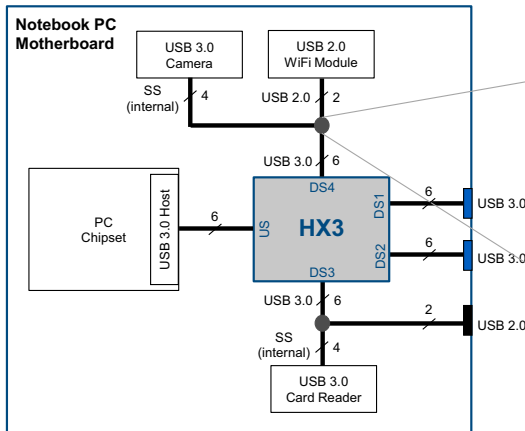 Notebook PC
Motherboard
USB 3.0
Camera
USB 2.0
WiFi Module
SS
(internal)
4
USB 2.0
2
USB 3.0
6
DS4
PC
Chipset
USB 3.0 Host
6
US
HX3
DS1
DS2
DS3
6
USB 3.0
6
USB 3.0
USB 3.0
6
2
USB 2.0
SS
(internal)
4
USB 3.0
Card Reader